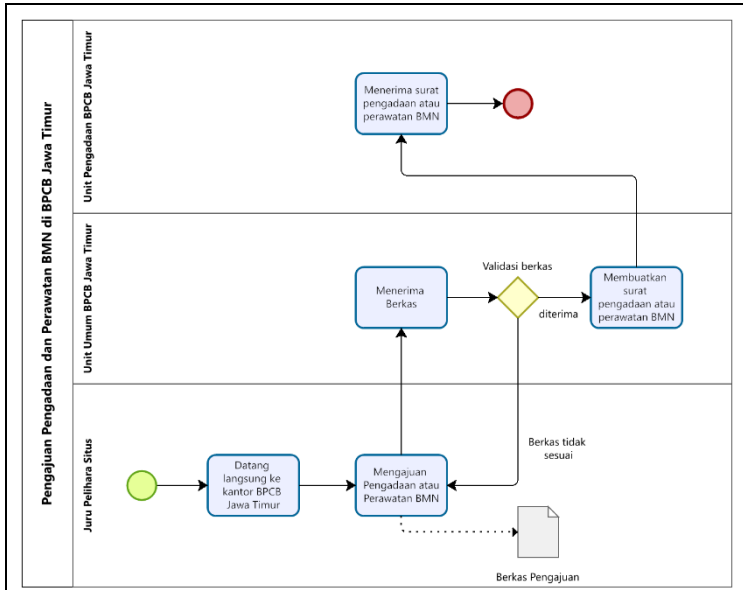 Pengajuan Pengadaan dan Perawatan BMN di BPCB Jawa Timur
Unit Pengadaan BPCB Jawa Timur
Menerima surat
pengadaan atau
perawatan BMN
Unit Umum BPCB Jawa Timur
Menerima
Berkas
Validasi berkas
diterima
Membuatkan
surat
pengadaan atau
perawatan BMN
Juru Pelihara Situs
Datang
langsung ke
kantor BPCB
Jawa Timur
Mengajuan
Pengadaan atau
Perawatan BMN
Berkas tidak
sesuai
Berkas Pengajuan